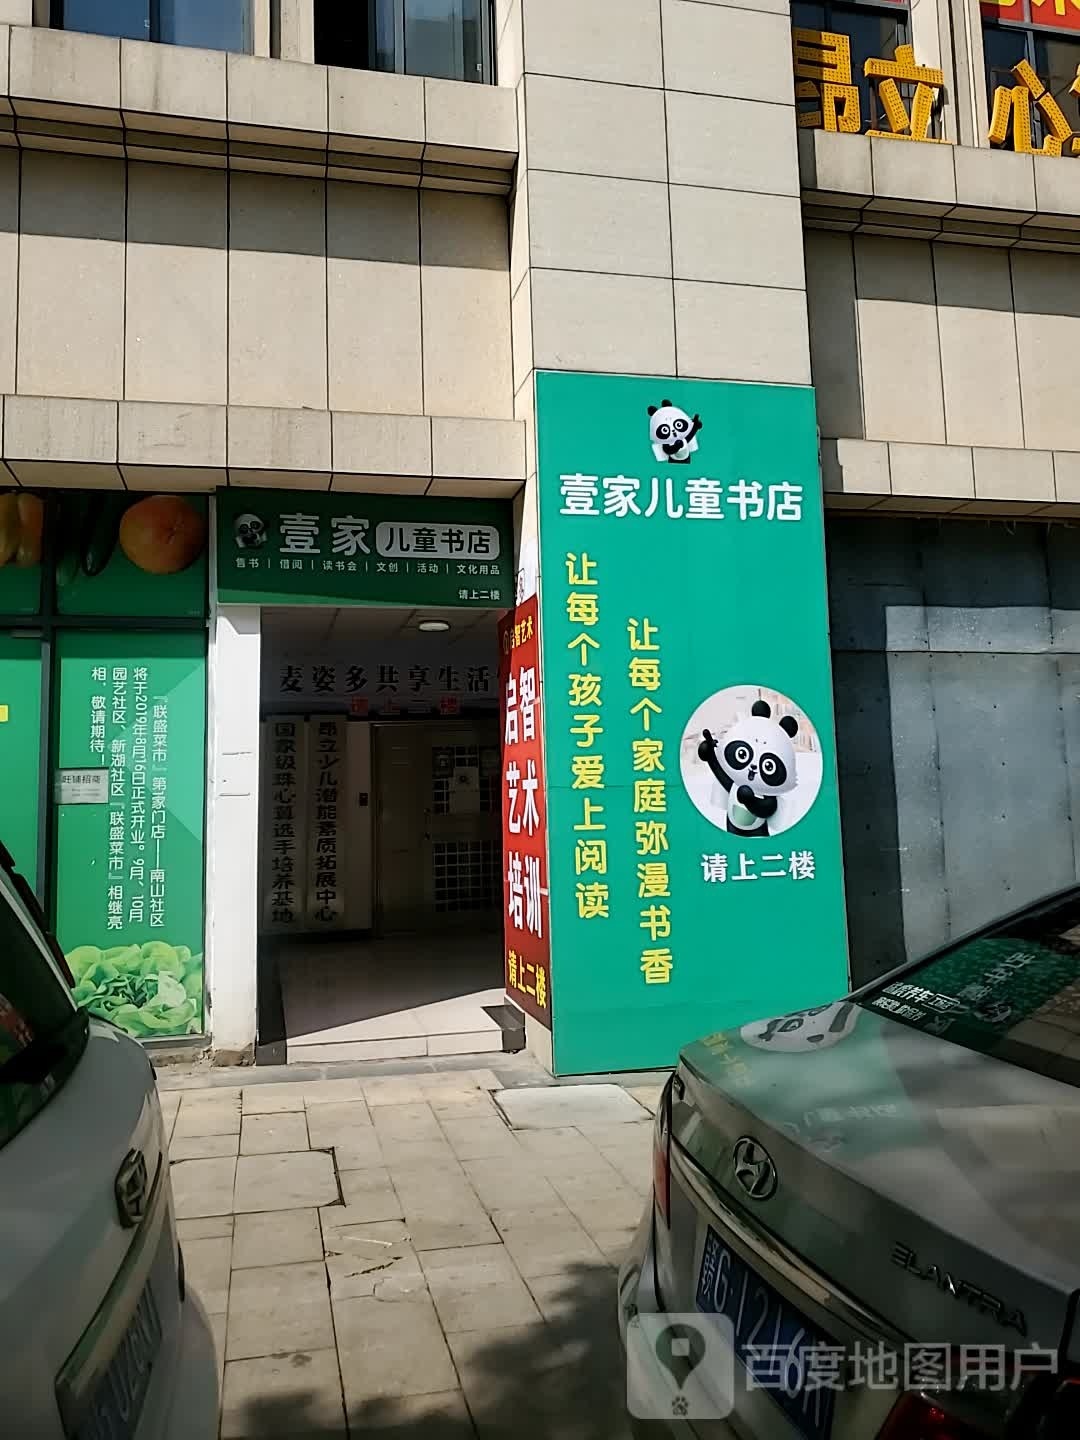 昂立心
壹家儿童书店
让每个孩子爱上阅读
让每个家庭弥漫书香
请上二楼
壹家 儿童书店
售书 | 借阅 | 读书会 | 文创 | 活动 | 文化用品
请上二楼
麦姿多共享生活
请上二楼
国家级珠心算选手培养基地
昂立少儿潜能素质拓展中心
启智艺术
启智艺术培训
请上二楼
『联盛菜市』第家门店——南山社区
将于2019年8月16日正式开业。9月、10月
园艺社区、新湖社区『联盛菜市』相继亮
相，敬请期待！
旺铺招商
ELANTRA
百度地图用户